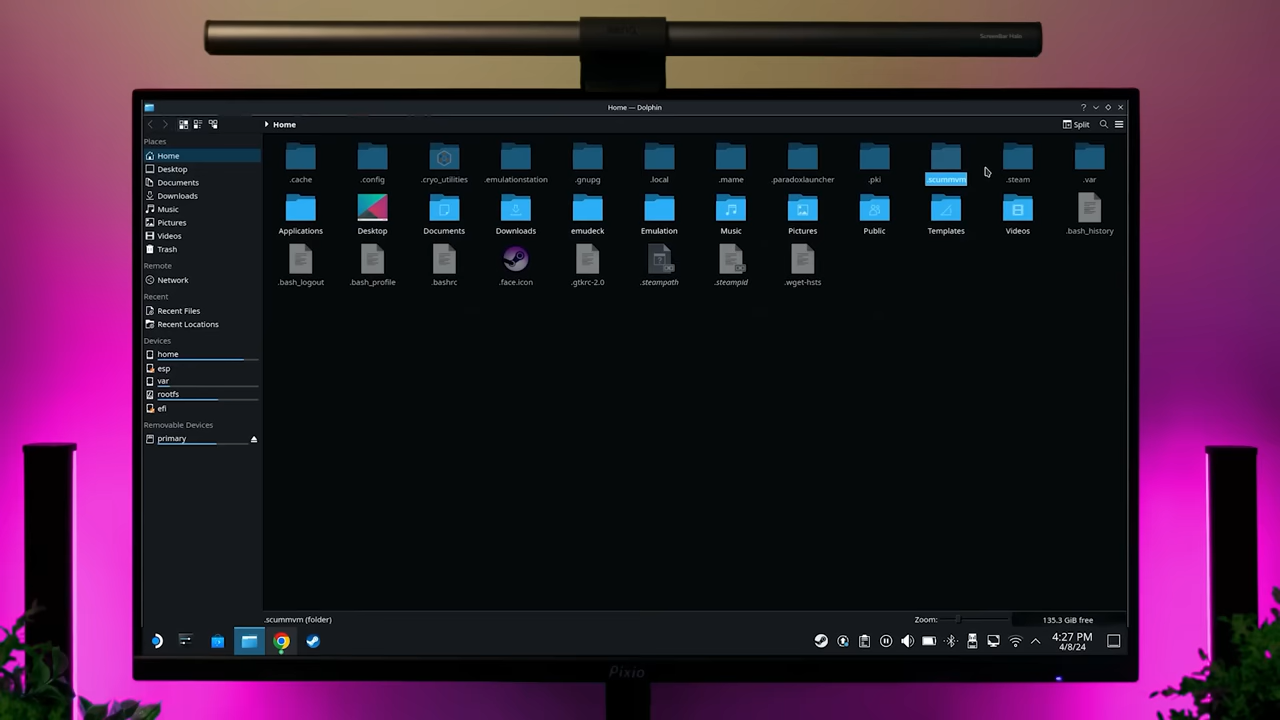 ScreenBar Halo
Home — Dolphin
?
Home
Split
Places
Home
Desktop
Documents
Downloads
Music
Pictures
Videos
Trash
Remote
Network
Recent
Recent Files
Recent Locations
Devices
home
esp
var
rootfs
efi
Removable Devices
primary
.cache .config .cryo_utilities .emulationstation .gnupg .local .mame .paradoxlauncher .pki .scummvm .steam .var
Applications Desktop Documents Downloads emudeck Emulation Music Pictures Public Templates Videos .bash_history
.bash_logout .bash_profile .bashrc .face.icon .gtkrc-2.0 .steampath .steampid .wget-hsts
.scummvm (folder)
Zoom:
135.3 GiB free
4:27 PM
4/8/24
Pixio